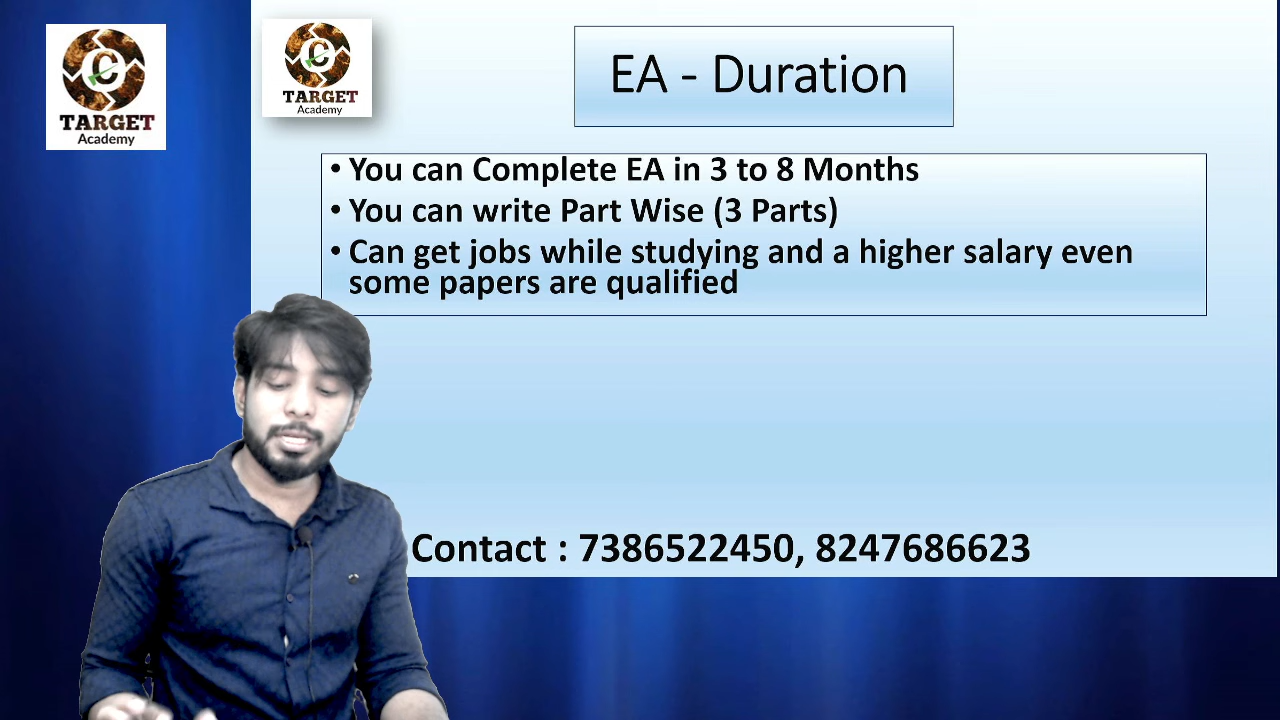 TARGET
Academy
TARGET
Academy
EA - Duration
• You can Complete EA in 3 to 8 Months
• You can write Part Wise (3 Parts)
• Can get jobs while studying and a higher salary even
some papers are qualified
Contact : 7386522450, 8247686623